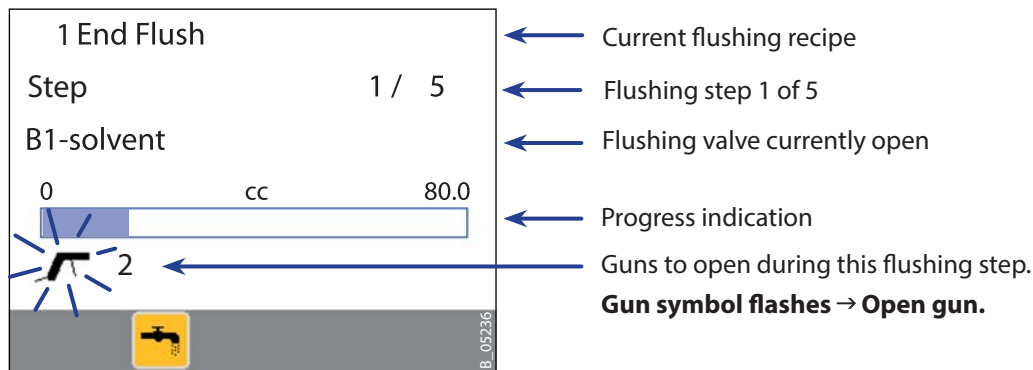 1 End Flush
Current flushing recipe
Step 1 / 5
Flushing step 1 of 5
B1-solvent
Flushing valve currently open
0 cc 80.0
Progress indication
2
Guns to open during this flushing step.
Gun symbol flashes → Open gun.
B_05236